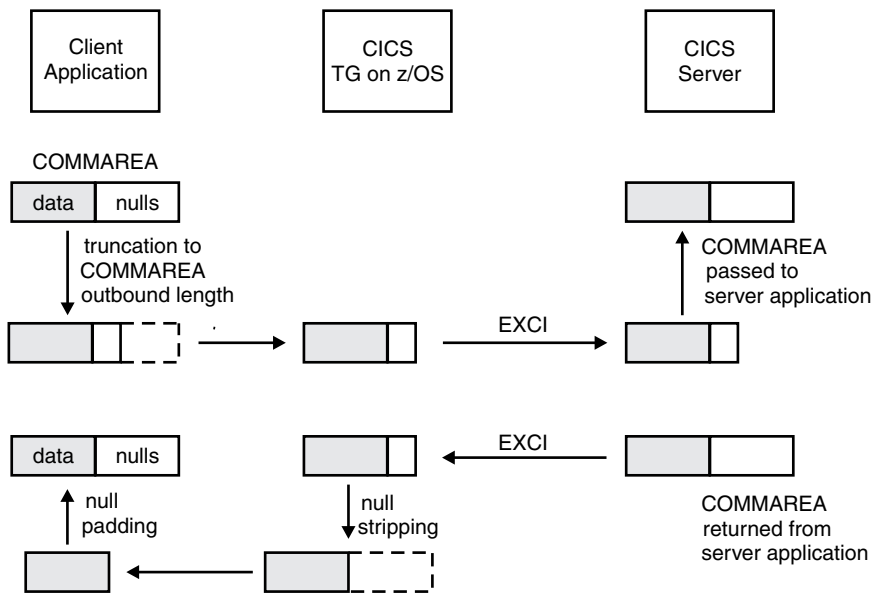 Client
Application
CICS
TG on z/OS
CICS
Server
COMMAREA
data
nulls
truncation to
COMMAREA
outbound length
COMMAREA
passed to
server application
EXCI
data
nulls
EXCI
null
padding
null
stripping
COMMAREA
returned from
server application